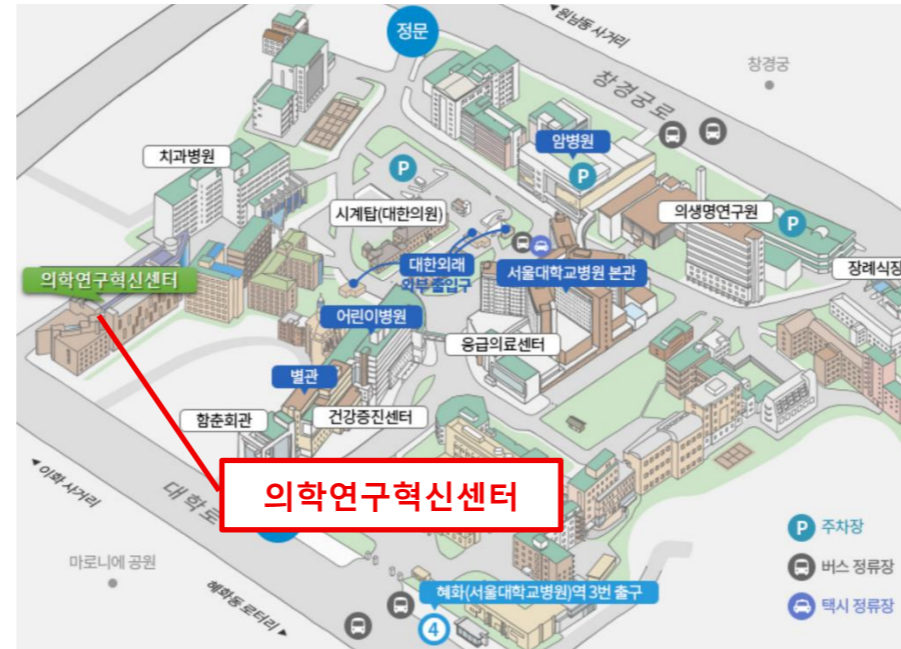 정문
◀ 원남동 사거리
창경궁로
창경궁
치과병원
암병원
P
P
시계탑(대한의원)
의생명연구원
P
대한외래
외부출입구
서울대학교병원 본관
장례식장
의학연구혁신센터
어린이병원
응급의료센터
별관
함춘회관
건강증진센터
◀ 이화 사거리
대학로
의학연구혁신센터
마로니에 공원
혜화동 로터리 ▶
혜화(서울대학교병원)역 3번 출구
4
P 주차장
버스 정류장
택시 정류장